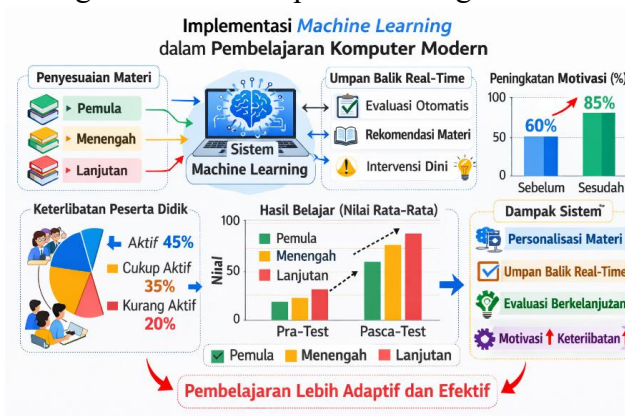 Implementasi Machine Learning
dalam Pembelajaran Komputer Modern
Penyesuaian Materi
Pemula
Menengah
Lanjutan
Sistem
Machine Learning
Umpan Balik Real-Time
Evaluasi Otomatis
Rekomendasi Materi
Intervensi Dini
Peningkatan Motivasi (%)
100
50
0
60%
85%
Sebelum Sesudah
Keterlibatan Peserta Didik
Aktif 45%
Cukup Aktif
35%
Kurang Aktif
20%
Hasil Belajar (Nilai Rata-Rata)
Niial
100
50
0
Pemula
Menengah
Lanjutan
Pra-Test Pasca-Test
Pemula Menengah Lanjutan
Dampak Sistem
Personalisasi Materi
Umpan Balik Real-Time
Evaluasi Berkelanjutan
Motivasi Keteriibatan
Pembelajaran Lebih Adaptif dan Efektif